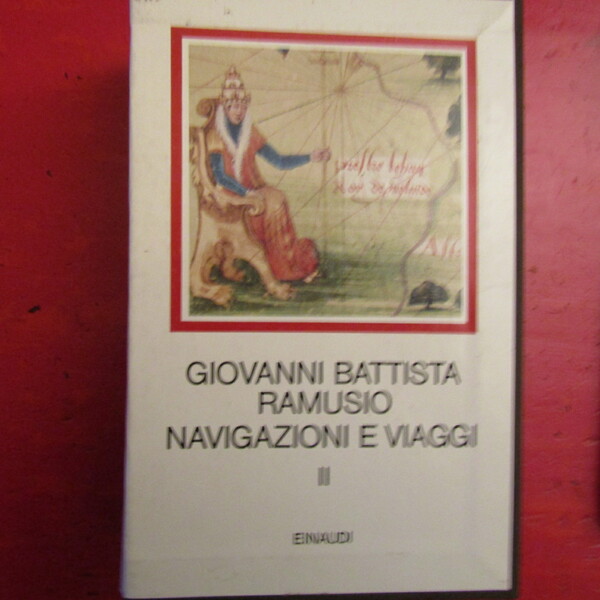 GIOVANNI BATTISTA
RAMUSIO
NAVIGAZIONI E VIAGGI
II
EINAUDI